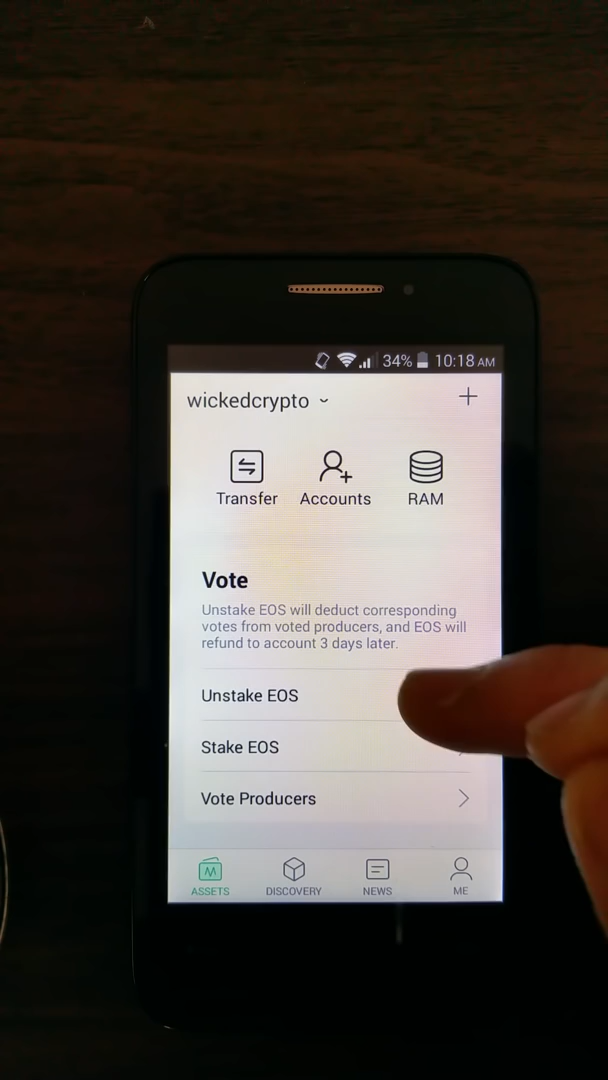 34% 10:18 AM
wickedcrypto
Transfer Accounts RAM
Vote
Unstake EOS will deduct corresponding
votes from voted producers, and EOS will
refund to account 3 days later.
Unstake EOS
Stake EOS
Vote Producers
ASSETS DISCOVERY NEWS ME